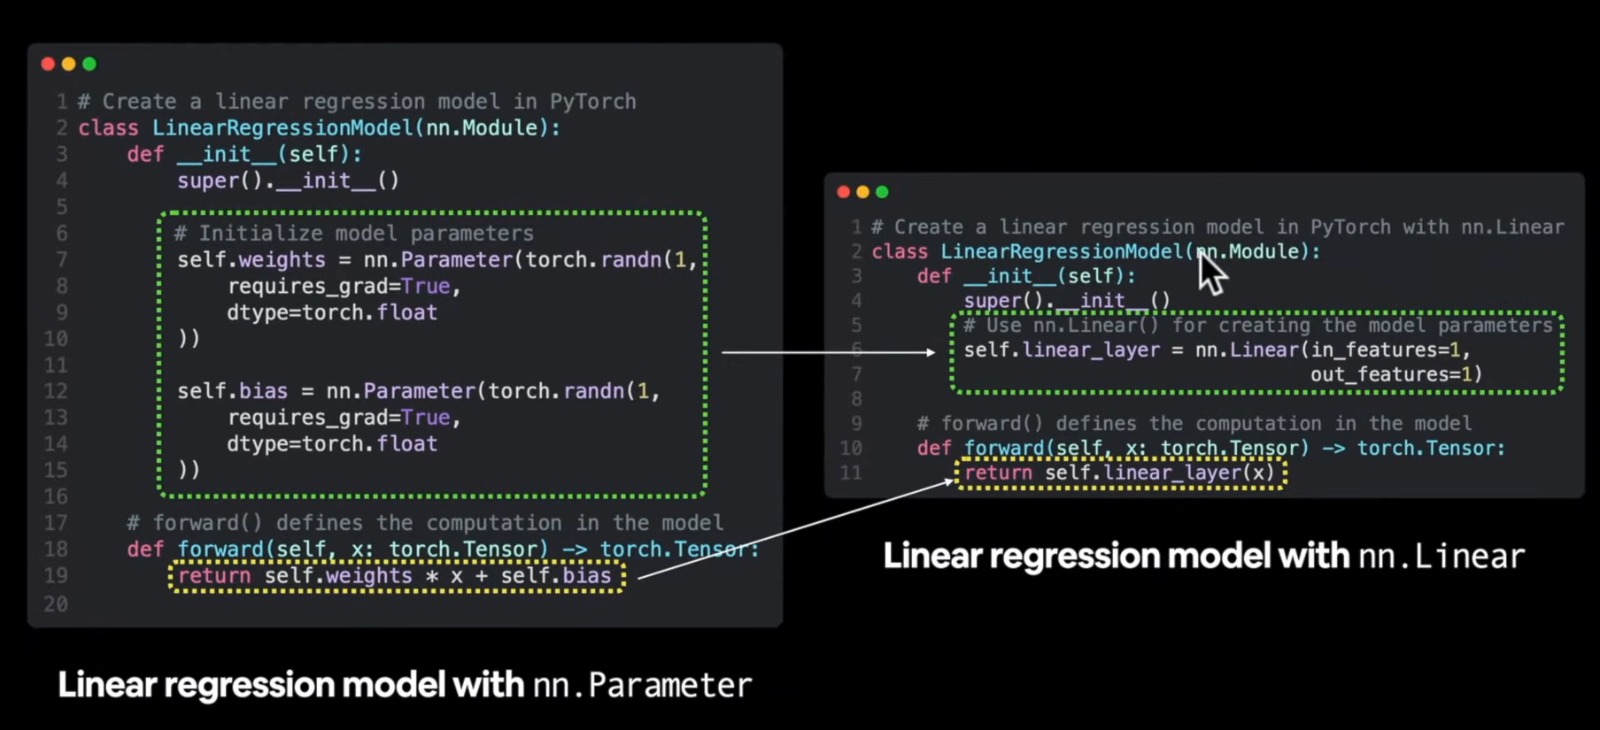 1 # Create a linear regression model in PyTorch
2 class LinearRegressionModel(nn.Module):
3     def __init__(self):
4         super().__init__()
5
6         # Initialize model parameters
7         self.weights = nn.Parameter(torch.randn(1,
8             requires_grad=True,
9             dtype=torch.float
10         ))
11
12         self.bias = nn.Parameter(torch.randn(1,
13             requires_grad=True,
14             dtype=torch.float
15         ))
16
17     # forward() defines the computation in the model
18     def forward(self, x: torch.Tensor) -> torch.Tensor:
19         return self.weights * x + self.bias
20
Linear regression model with nn.Parameter
1 # Create a linear regression model in PyTorch with nn.Linear
2 class LinearRegressionModel(nn.Module):
3     def __init__(self):
4         super().__init__()
5         # Use nn.Linear() for creating the model parameters
6         self.linear_layer = nn.Linear(in_features=1,
7                                       out_features=1)
8
9     # forward() defines the computation in the model
10     def forward(self, x: torch.Tensor) -> torch.Tensor:
11         return self.linear_layer(x)
Linear regression model with nn.Linear